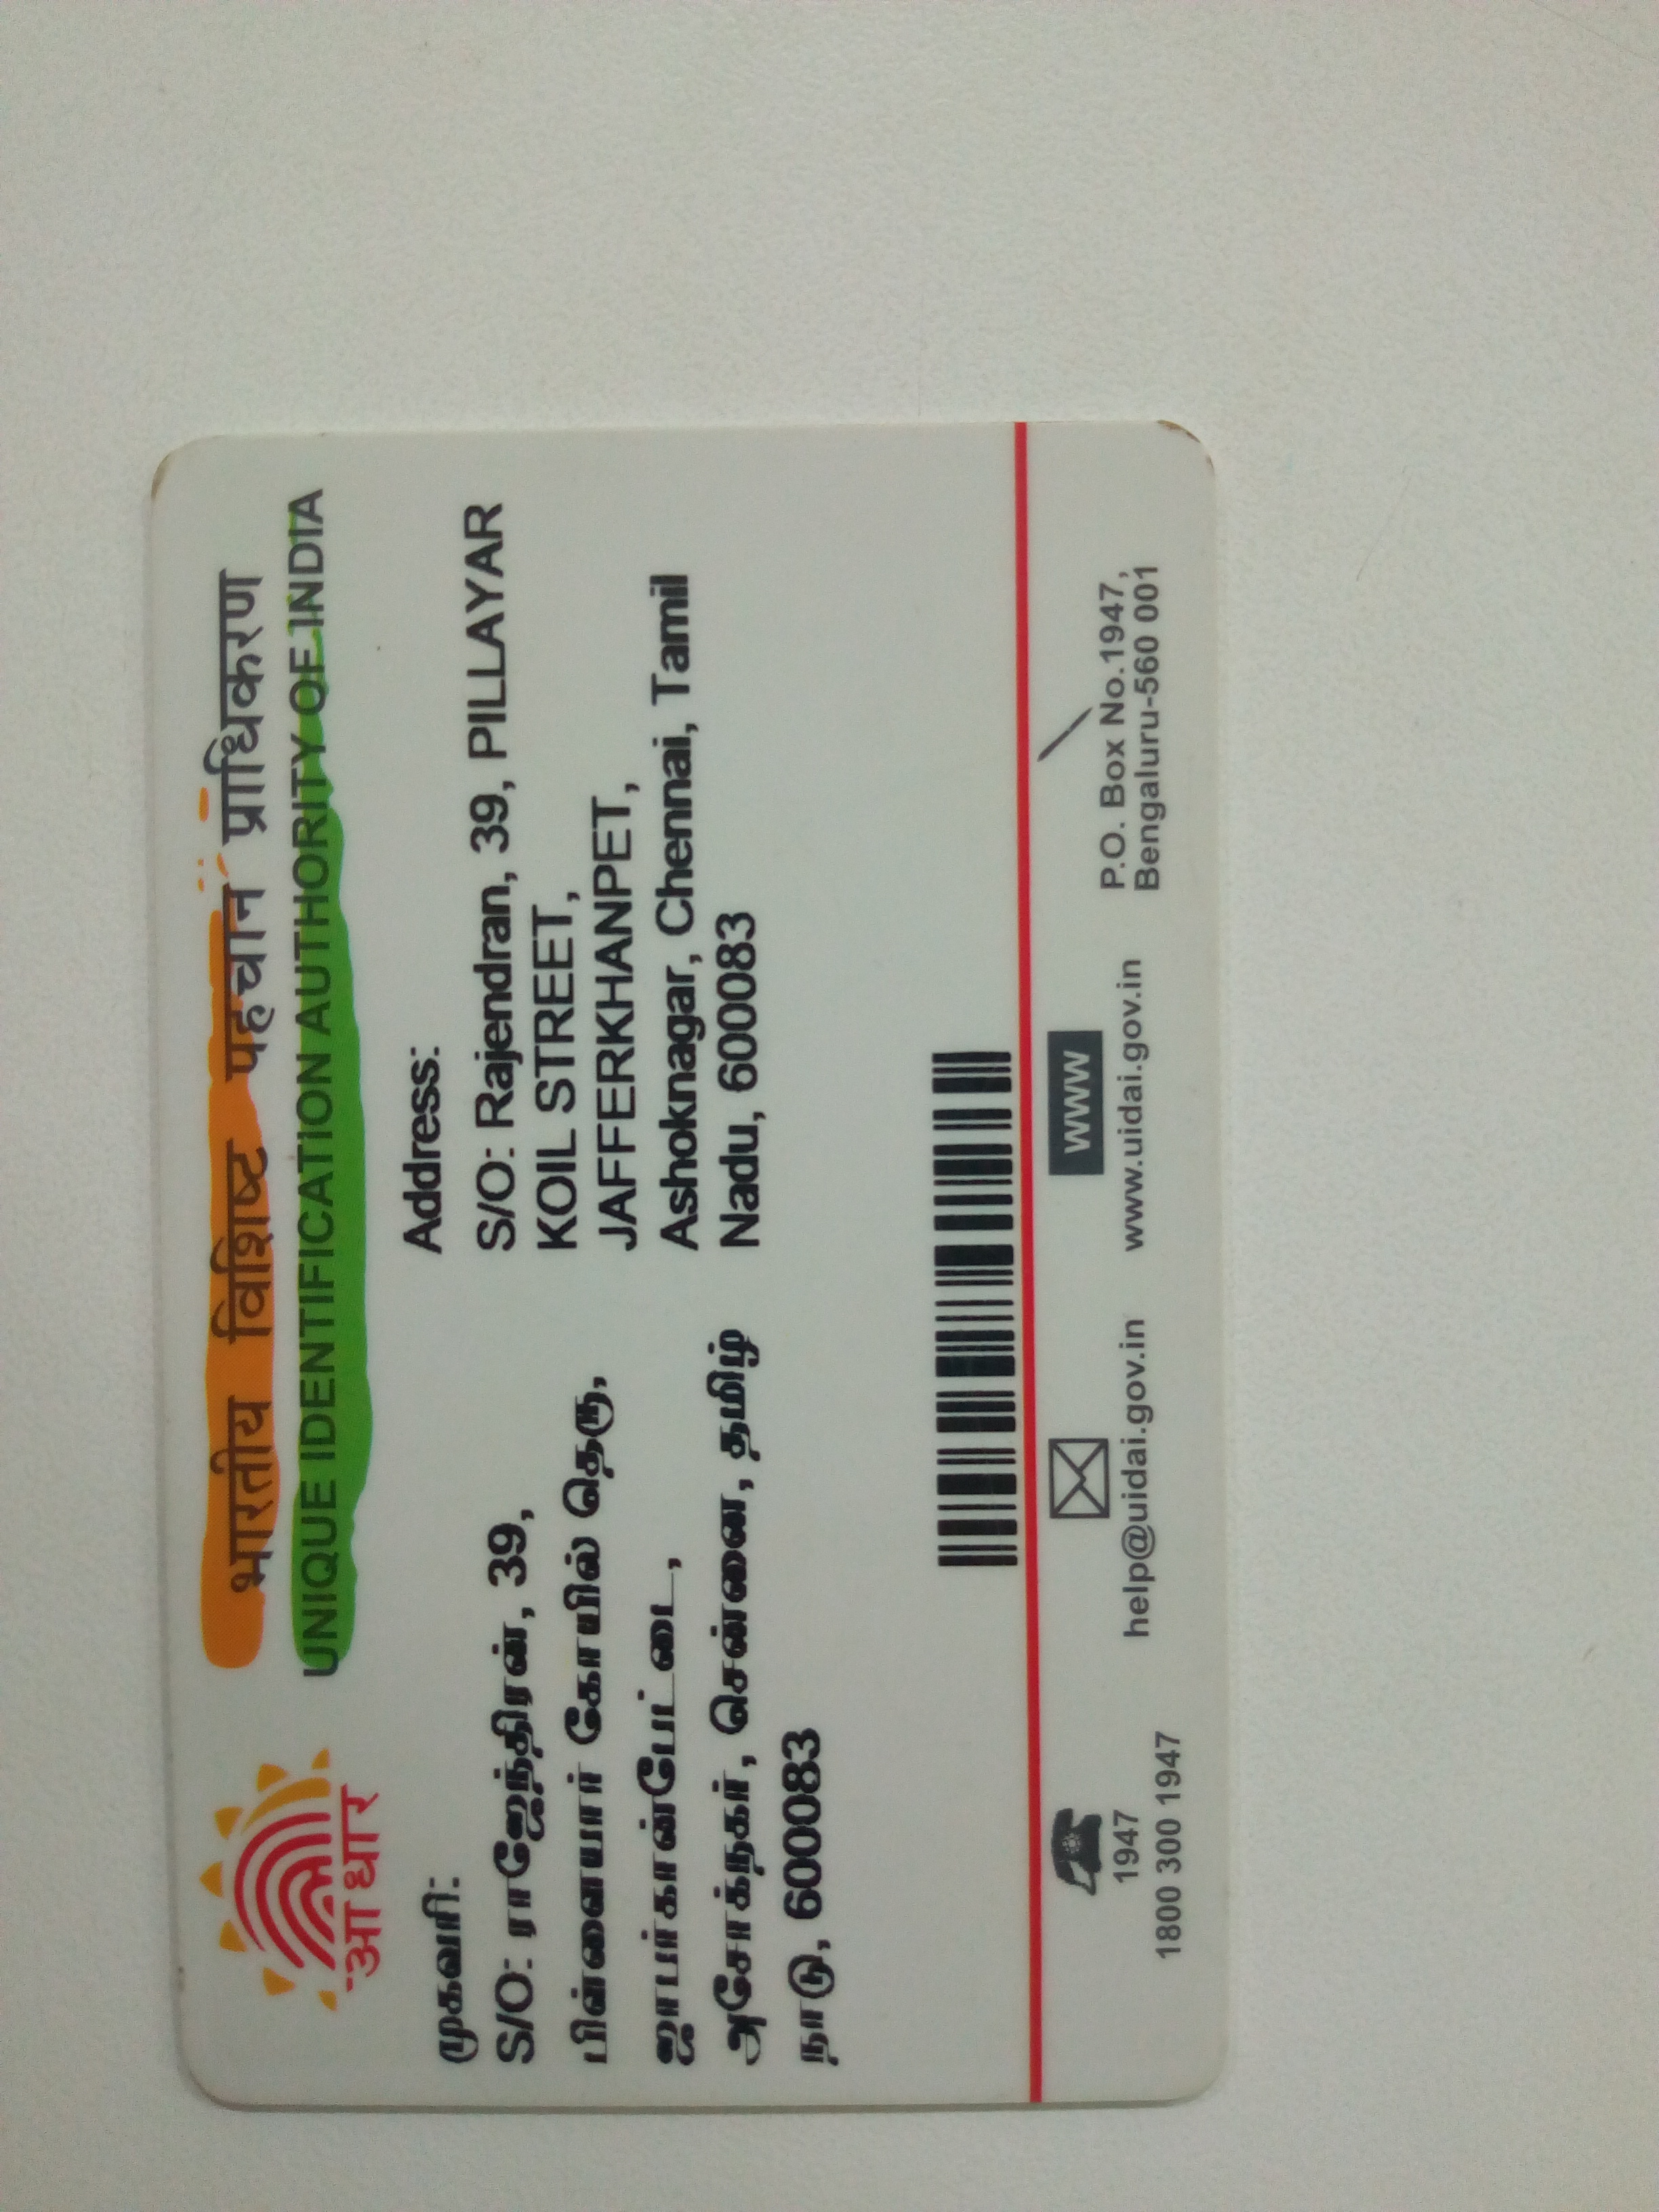 भारतीय विशिष्ट पहचान प्राधिकरण
UNIQUE IDENTIFICATION AUTHORITY OF INDIA
आधार
முகவரி:
S/O: ராஜேந்திரன், 39,
பிள்ளையார் கோயில் தெரு,
ஜாபர்கான்பேட்டை,
அசோக்நகர், சென்னை, தமிழ்
நாடு, 600083
Address:
S/O: Rajendran, 39, PILLAYAR
KOIL STREET,
JAFFERKHANPET,
Ashoknagar, Chennai, Tamil
Nadu, 600083
1947
1800 300 1947
help@uidai.gov.in
www
www.uidai.gov.in
P.O. Box No.1947,
Bengaluru-560 001